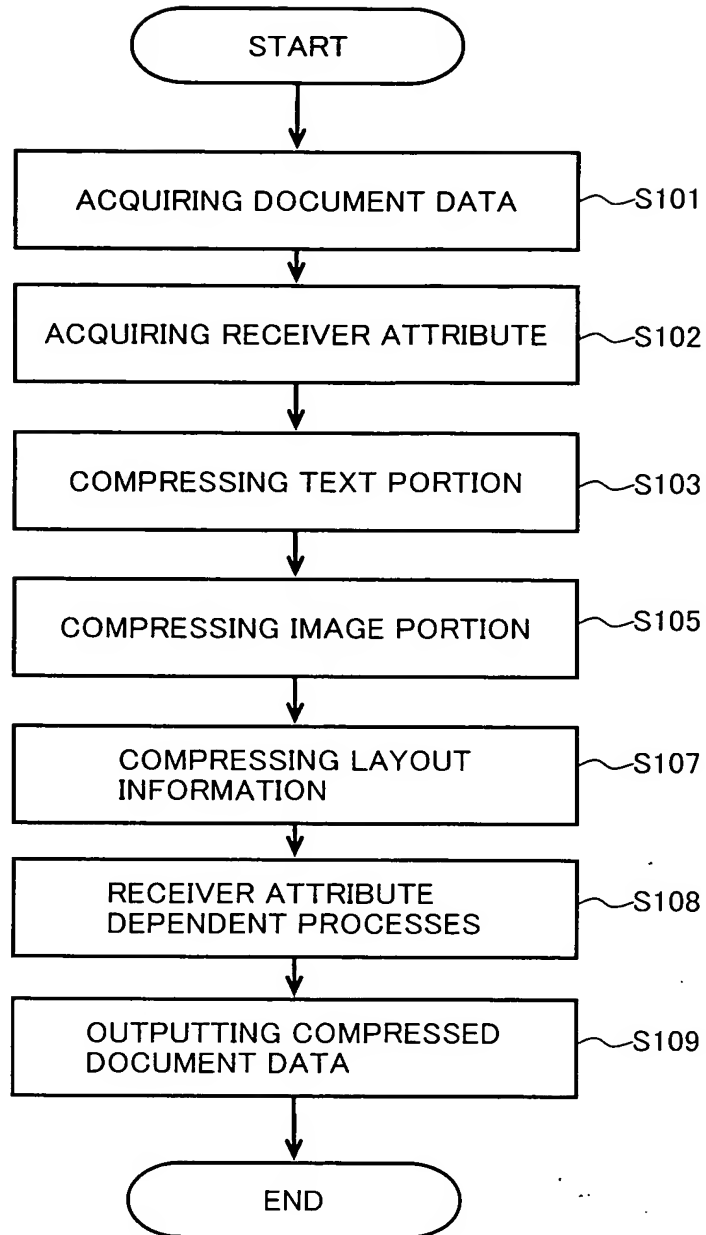 START
ACQUIRING DOCUMENT DATA
S101
ACQUIRING RECEIVER ATTRIBUTE
S102
COMPRESSING TEXT PORTION
S103
COMPRESSING IMAGE PORTION
S105
COMPRESSING LAYOUT
INFORMATION
S107
RECEIVER ATTRIBUTE
DEPENDENT PROCESSES
S108
OUTPUTTING COMPRESSED
DOCUMENT DATA
S109
END